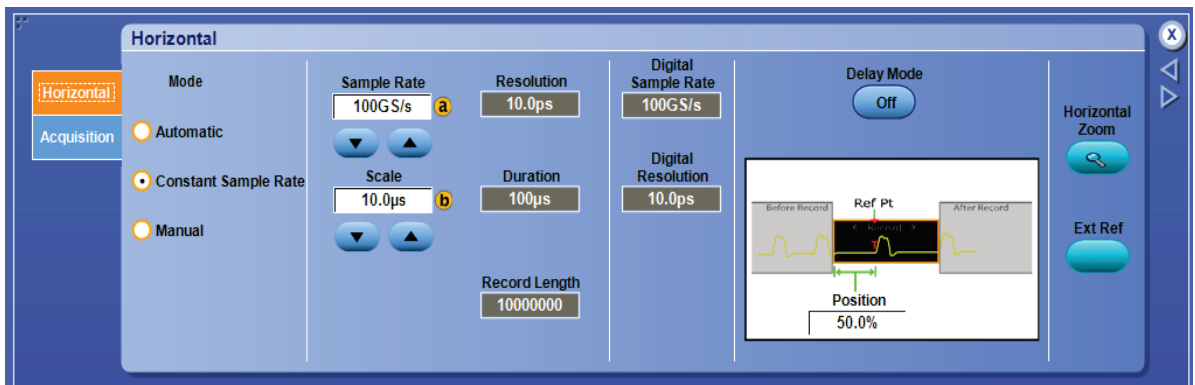 Horizontal
X
Horizontal
Acquisition
Mode
Automatic
Constant Sample Rate
Manual
Sample Rate
100GS/s
a
Scale
10.0µs
b
Resolution
10.0ps
Duration
100µs
Record Length
10000000
Digital
Sample Rate
100GS/s
Digital
Resolution
10.0ps
Delay Mode
Off
Before Record
Ref Pt
After Record
< Record >
T
Position
50.0%
Horizontal
Zoom
Ext Ref